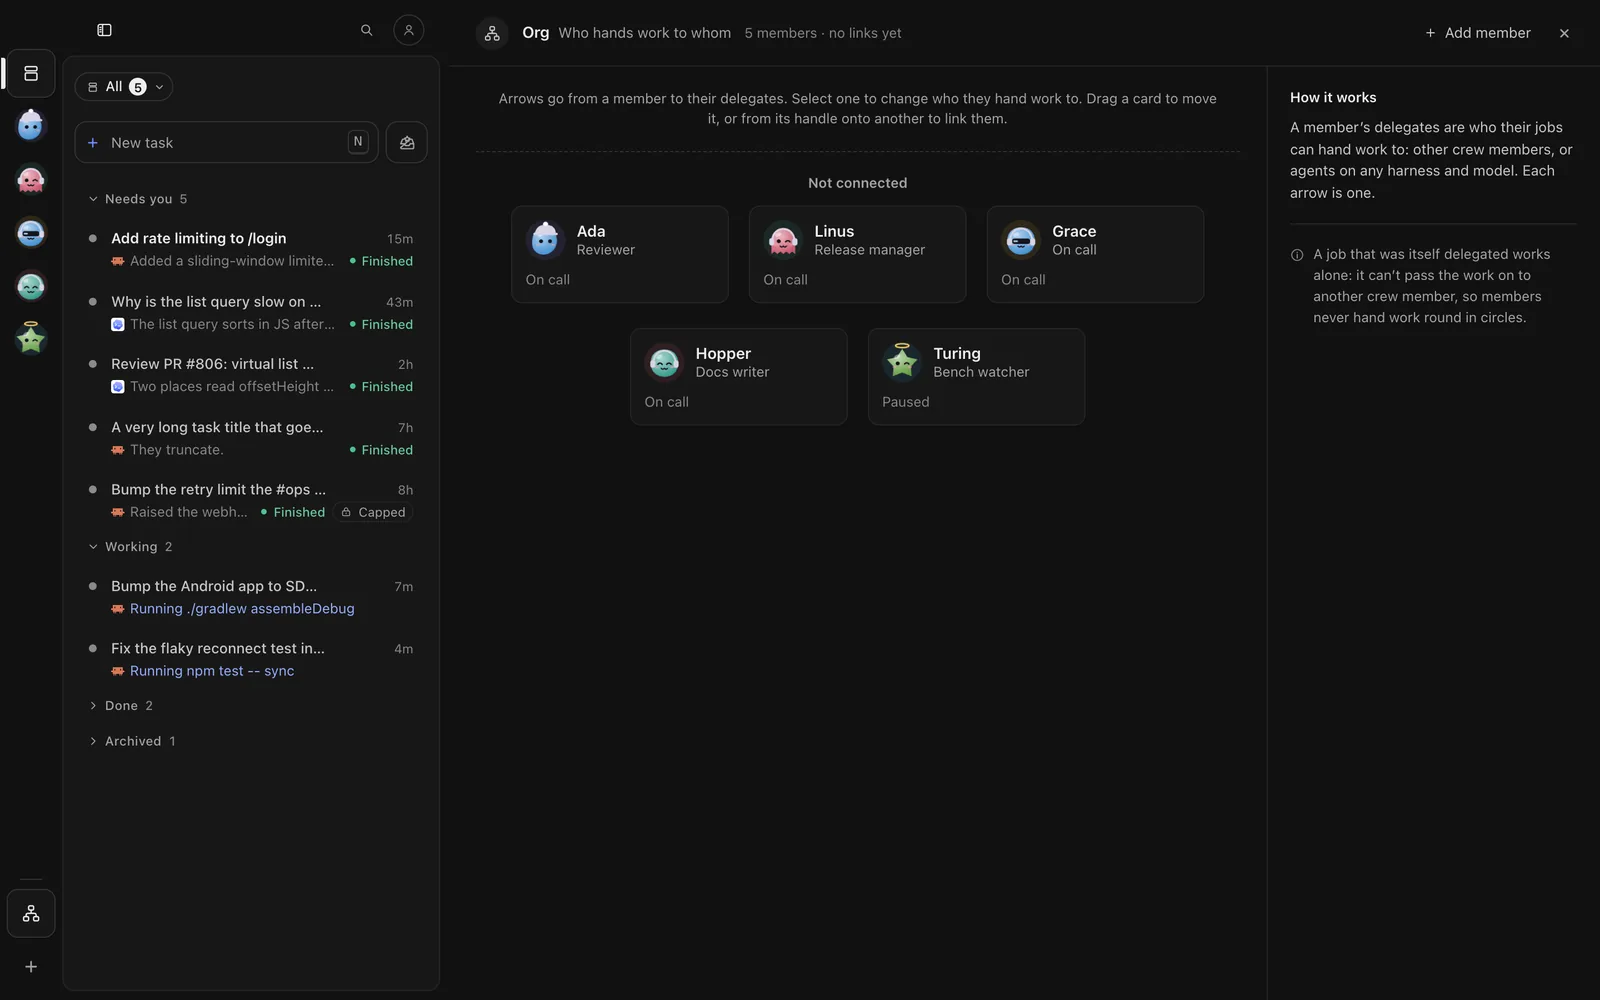 Org Who hands work to whom 5 members · no links yet
Add member
All 5
New task N
Needs you 5
Add rate limiting to /login 15m
Added a sliding-window limite... Finished
Why is the list query slow on ... 43m
The list query sorts in JS after... Finished
Review PR #806: virtual list ... 2h
Two places read offsetHeight ... Finished
A very long task title that goe... 7h
They truncate. Finished
Bump the retry limit the #ops ... 8h
Raised the webh... Finished Capped
Working 2
Bump the Android app to SD... 7m
Running ./gradlew assembleDebug
Fix the flaky reconnect test in... 4m
Running npm test -- sync
Done 2
Archived 1
Arrows go from a member to their delegates. Select one to change who they hand work to. Drag a card to move
it, or from its handle onto another to link them.
Not connected
Ada
Reviewer
On call
Linus
Release manager
On call
Grace
On call
On call
Hopper
Docs writer
On call
Turing
Bench watcher
Paused
How it works
A member's delegates are who their jobs
can hand work to: other crew members, or
agents on any harness and model. Each
arrow is one.
A job that was itself delegated works
alone: it can't pass the work on to
another crew member, so members
never hand work round in circles.